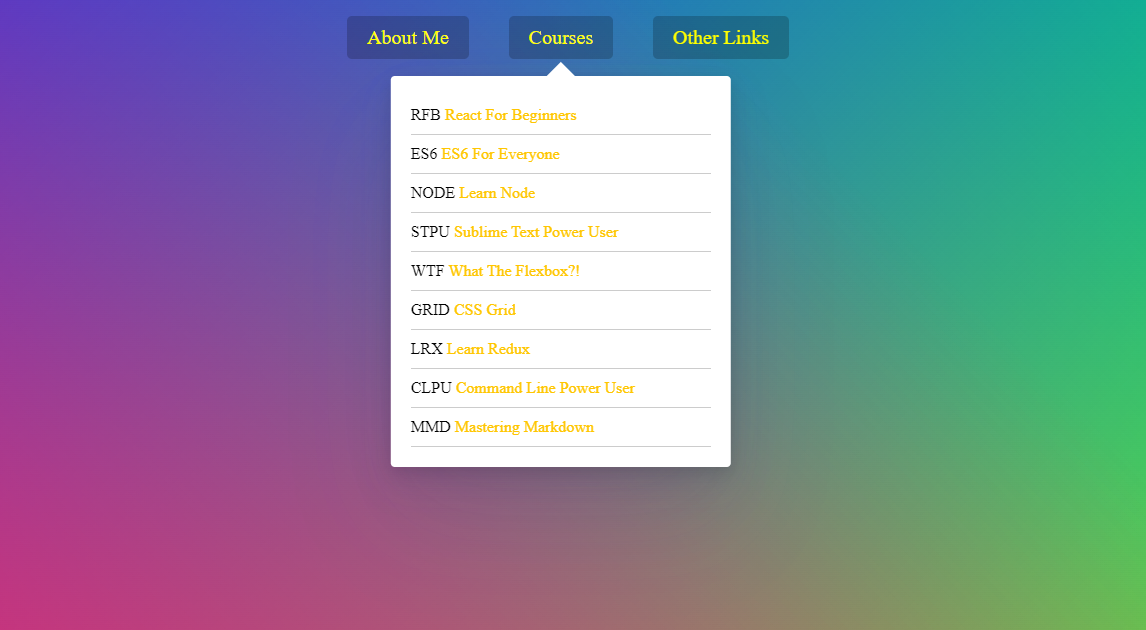 About Me Courses Other Links
RFB React For Beginners
ES6 ES6 For Everyone
NODE Learn Node
STPU Sublime Text Power User
WTF What The Flexbox?!
GRID CSS Grid
LRX Learn Redux
CLPU Command Line Power User
MMD Mastering Markdown